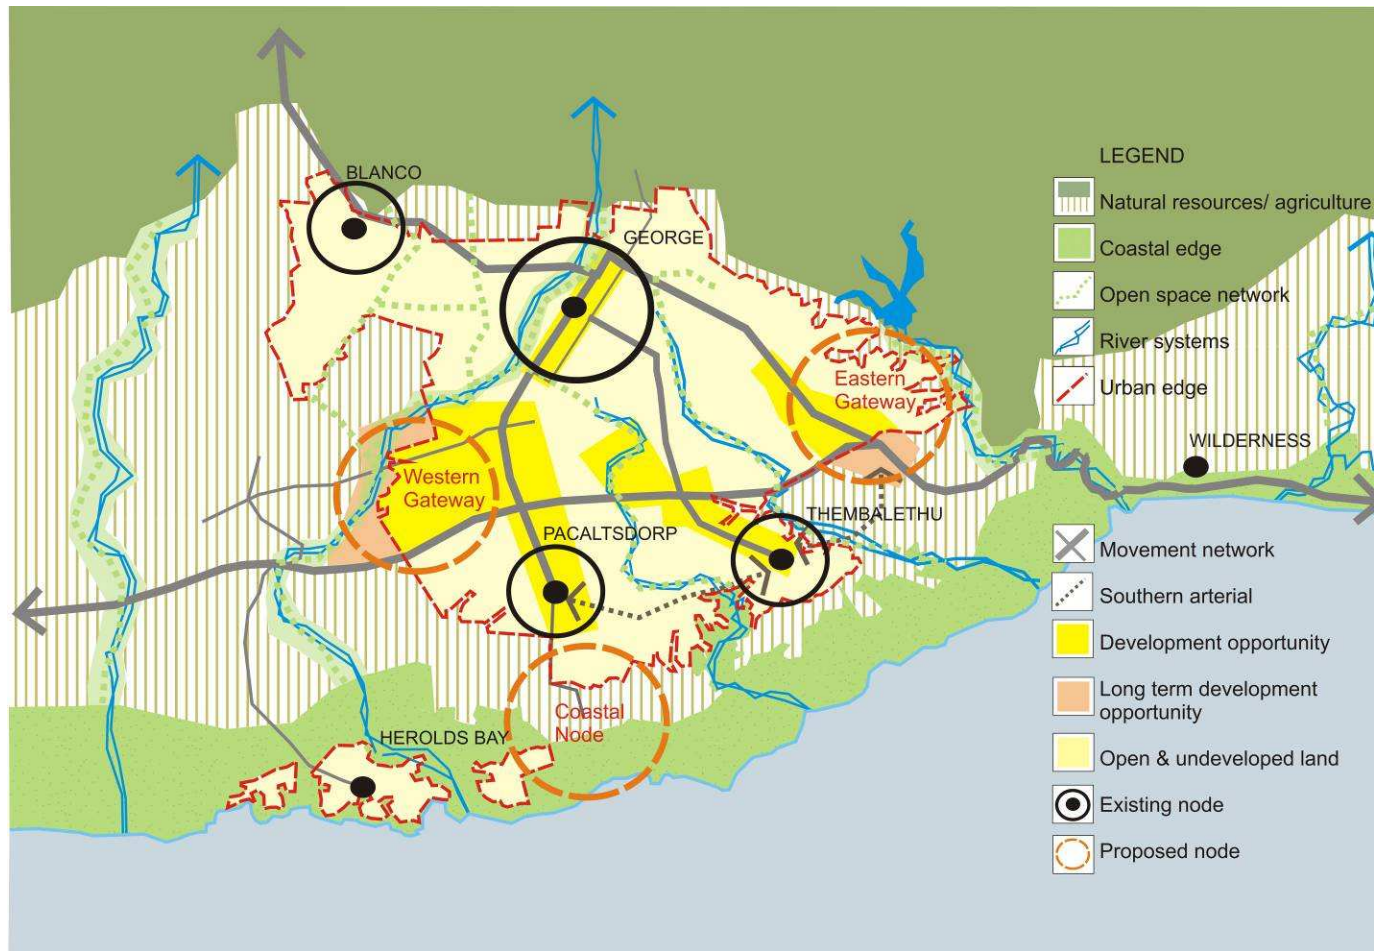 BLANCO
GEORGE
Eastern
Gateway
WILDERNESS
Western
Gateway
PACALTSDORP
THEMBALETHU
Coastal
Node
HEROLDS BAY
LEGEND
Natural resources/ agriculture
Coastal edge
Open space network
River systems
Urban edge
Movement network
Southern arterial
Development opportunity
Long term development
opportunity
Open & undeveloped land
Existing node
Proposed node